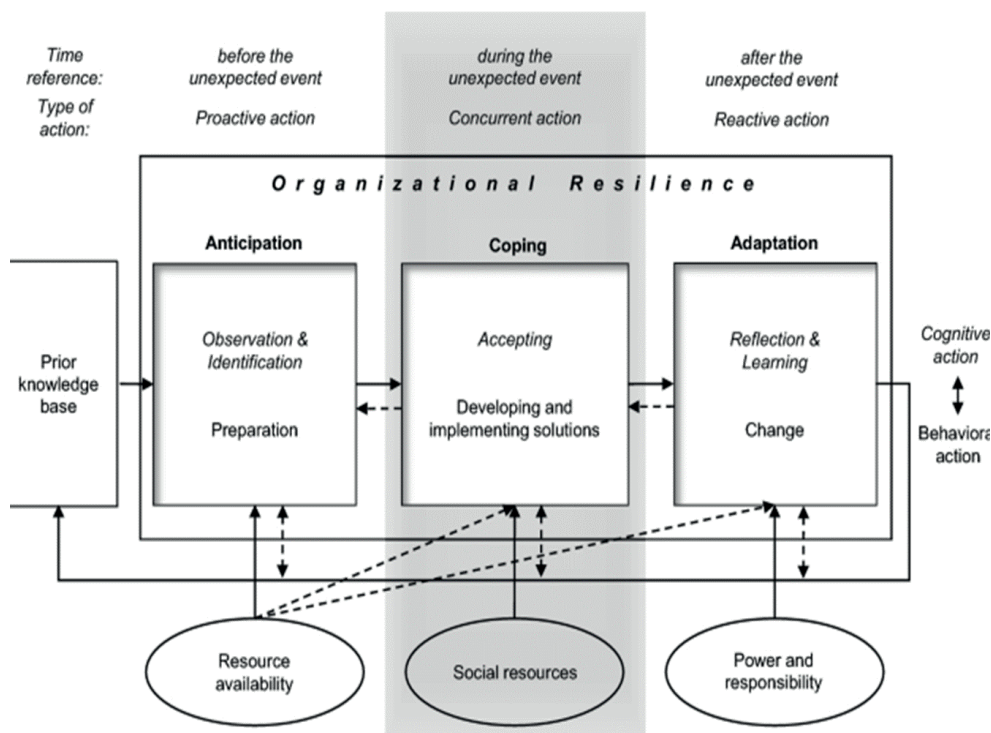 Time
reference:
before the
unexpected event
during the
unexpected event
after the
unexpected event
Type of
action:
Proactive action
Concurrent action
Reactive action
Organizational Resilience
Anticipation
Coping
Adaptation
Prior
knowledge
base
Observation &
Identification
Preparation
Accepting
Developing and
implementing solutions
Reflection &
Learning
Change
Cognitive
action
Behaviora
action
Resource
availability
Social resources
Power and
responsibility